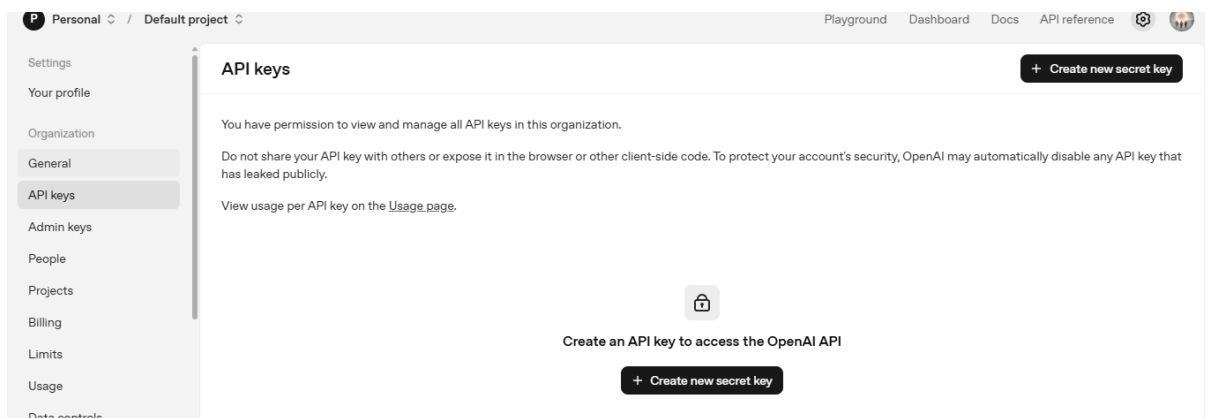 P Personal / Default project
Playground Dashboard Docs API reference
Settings
Your profile
Organization
General
API keys
Admin keys
People
Projects
Billing
Limits
Usage
Data controls
API keys
+ Create new secret key
You have permission to view and manage all API keys in this organization.
Do not share your API key with others or expose it in the browser or other client-side code. To protect your account's security, OpenAI may automatically disable any API key that
has leaked publicly.
View usage per API key on the Usage page.
Create an API key to access the OpenAI API
+ Create new secret key